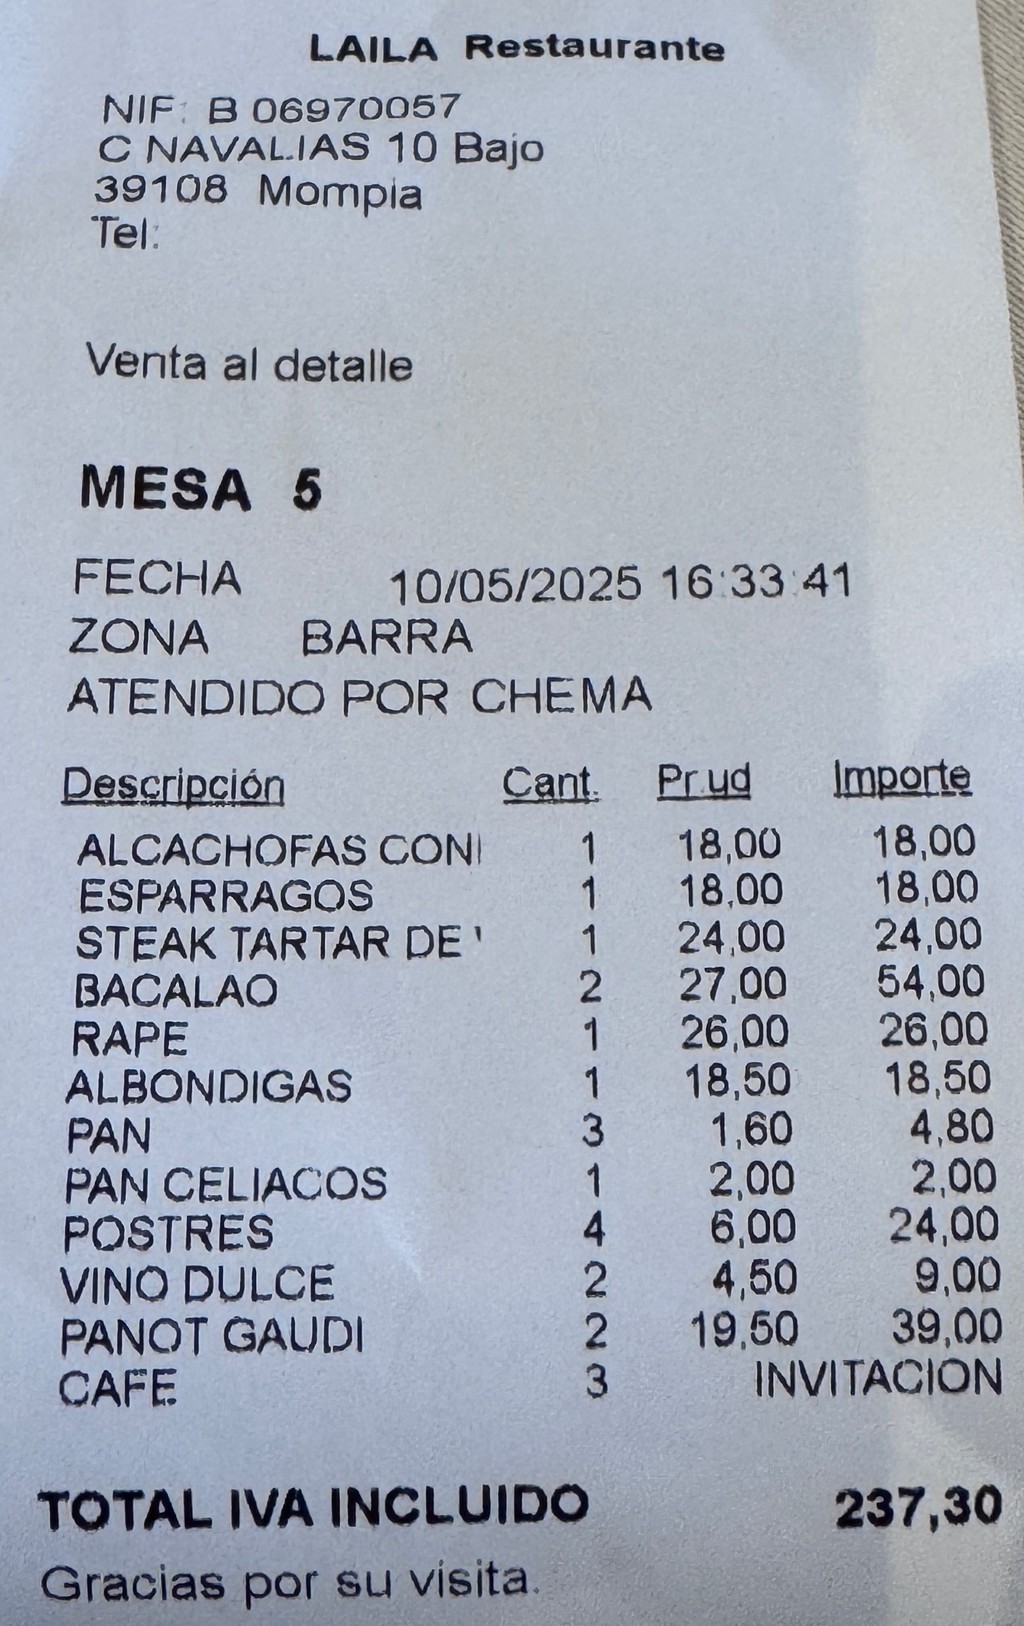 LAILA Restaurante
NIF: B 06970057
C NAVALIAS 10 Bajo
39108 Mompia
Tel:
Venta al detalle
MESA 5
FECHA 10/05/2025 16:33:41
ZONA BARRA
ATENDIDO POR CHEMA
Descripción Cant. Pr.ud Importe
ALCACHOFAS CON 1 18,00 18,00
ESPARRAGOS 1 18,00 18,00
STEAK TARTAR DE 1 24,00 24,00
BACALAO 2 27,00 54,00
RAPE 1 26,00 26,00
ALBONDIGAS 1 18,50 18,50
PAN 3 1,60 4,80
PAN CELIACOS 1 2,00 2,00
POSTRES 4 6,00 24,00
VINO DULCE 2 4,50 9,00
PANOT GAUDI 2 19,50 39,00
CAFE 3 INVITACION
TOTAL IVA INCLUIDO 237,30
Gracias por su visita.